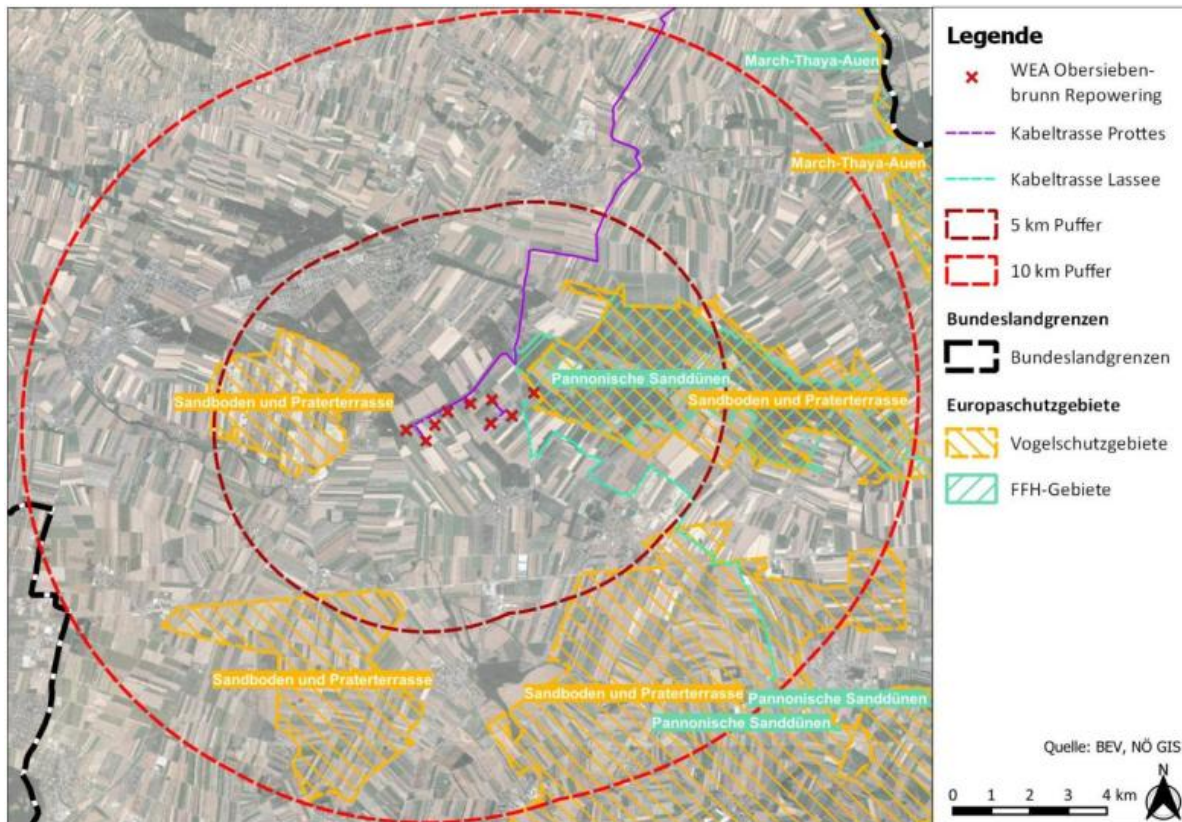 March-Thaya-Auen
March-Thaya-Auen
Pannonische Sanddünen
Sandboden und Praterterrasse
Sandboden und Praterterrasse
Sandboden und Praterterrasse
Sandboden und Praterterrasse
Pannonische Sanddünen
Pannonische Sanddünen
Legende
WEA Obersieben-
brunn Repowering
Kabeltrasse Prottes
Kabeltrasse Lassee
5 km Puffer
10 km Puffer
Bundeslandgrenzen
Bundeslandgrenzen
Europaschutzgebiete
Vogelschutzgebiete
FFH-Gebiete
Quelle: BEV, NÖ GIS
N
0 1 2 3 4 km